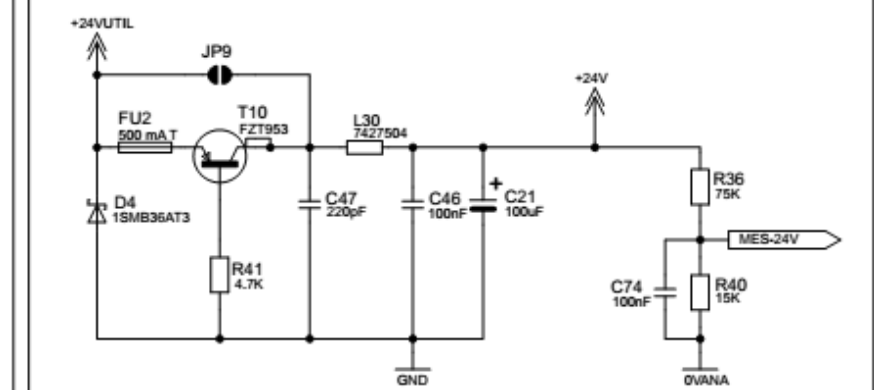 +24VUTIL
JP9
+24V
FU2
500 mA T
T10
FZT953
L30
7427504
D4
1SMB36AT3
C47
220pF
C46
100nF
+
C21
100uF
R36
75K
MES-24V
R41
4.7K
C74
100nF
R40
15K
GND
0VANA